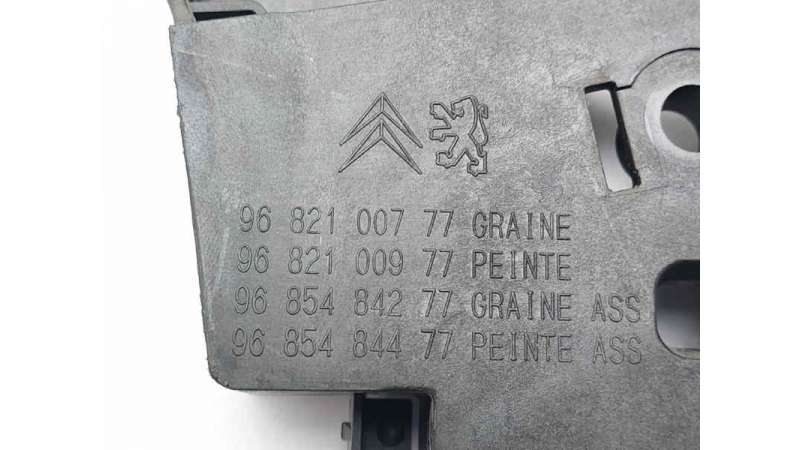 96 821 007 77 GRAINE
96 821 009 77 PEINTE
96 854 842 77 GRAINE ASS
96 854 844 77 PEINTE ASS